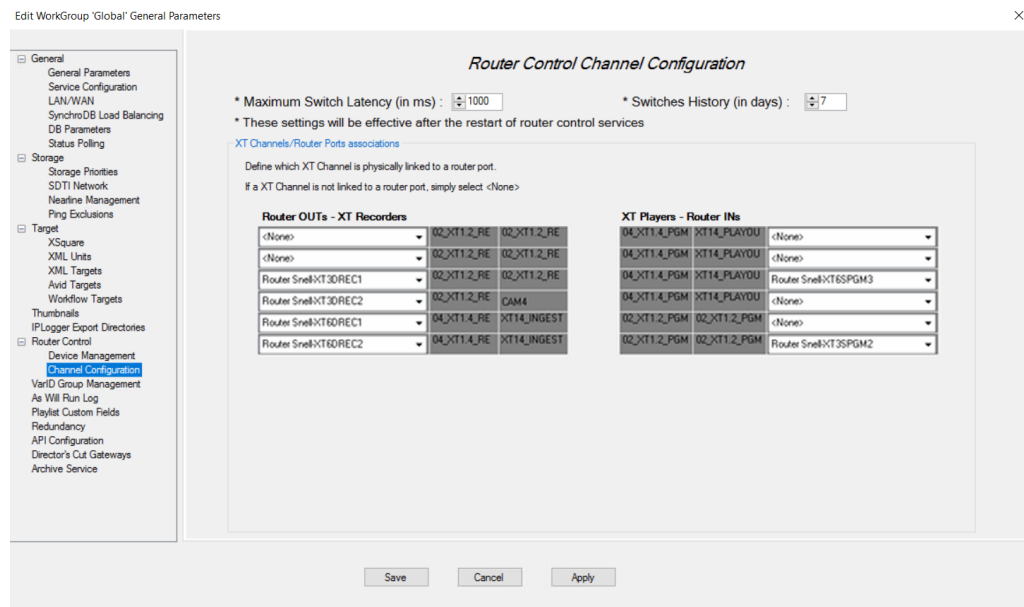 Edit WorkGroup 'Global' General Parameters
General
General Parameters
Service Configuration
LAN/WAN
SynchroDB Load Balancing
DB Parameters
Status Polling
Storage
Storage Priorities
SDTI Network
Nearline Management
Ping Exclusions
Target
XSquare
XML Units
XML Targets
Avid Targets
Workflow Targets
Thumbnails
IPLogger Export Directories
Router Control
Device Management
Channel Configuration
VarID Group Management
As Will Run Log
Playlist Custom Fields
Redundancy
API Configuration
Director's Cut Gateways
Archive Service
Router Control Channel Configuration
* Maximum Switch Latency (in ms) : 1000 * Switches History (in days) : 7
* These settings will be effective after the restart of router control services
XT Channels/Router Ports associations
Define which XT Channel is physically linked to a router port.
If a XT Channel is not linked to a router port, simply select <None>
Router OUTs - XT Recorders XT Players - Router INs
<None> 02_XT1.2_RE 02_XT1.2_RE 04_XT1.4_PGM XT14_PLAYOU <None>
<None> 02_XT1.2_RE 02_XT1.2_RE 04_XT1.4_PGM XT14_PLAYOU <None>
Router Snell-XT3DREC1 02_XT1.2_RE 02_XT1.2_RE 04_XT1.4_PGM XT14_PLAYOU Router Snell-XT6SPGM3
Router Snell-XT3DREC2 02_XT1.2_RE CAM4 04_XT1.4_PGM XT14_PLAYOU <None>
Router Snell-XT6DREC1 04_XT1.4_RE XT14_INGEST 02_XT1.2_PGM 02_XT1.2_PGM <None>
Router Snell-XT6DREC2 04_XT1.4_RE XT14_INGEST 02_XT1.2_PGM 02_XT1.2_PGM Router Snell-XT3SPGM2
Save Cancel Apply